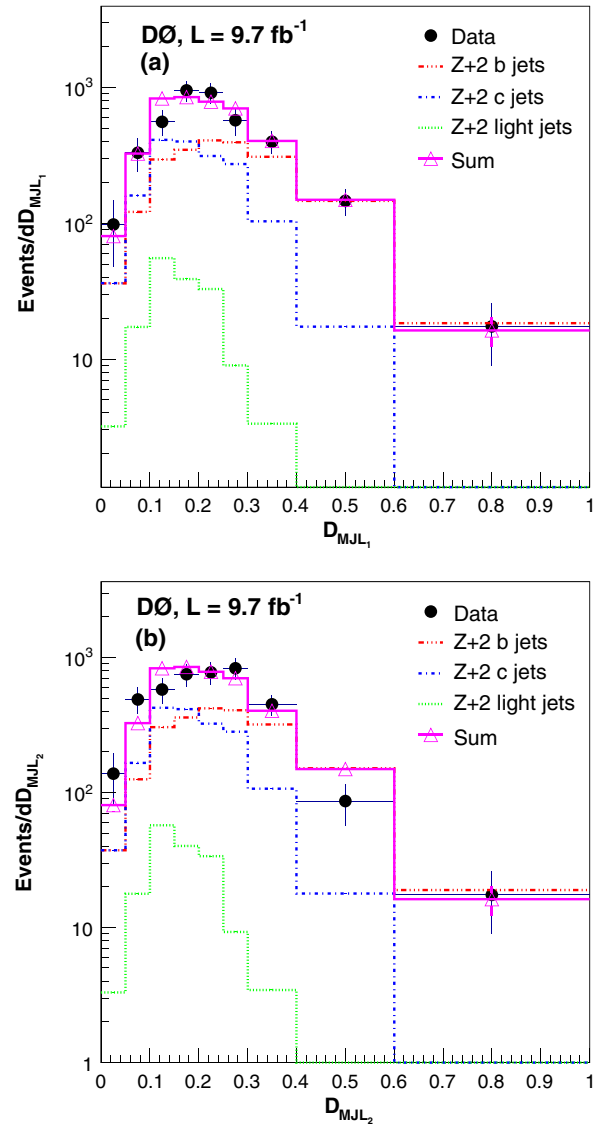 DØ, L = 9.7 fb⁻¹
(a)
Data
Z+2 b jets
Z+2 c jets
Z+2 light jets
Sum
Events/dD_MJL₁
10³
10²
10
0 0.1 0.2 0.3 0.4 0.5 0.6 0.7 0.8 0.9 1
D_MJL₁
DØ, L = 9.7 fb⁻¹
(b)
Data
Z+2 b jets
Z+2 c jets
Z+2 light jets
Sum
Events/dD_MJL₂
10³
10²
10
1
0 0.1 0.2 0.3 0.4 0.5 0.6 0.7 0.8 0.9 1
D_MJL₂